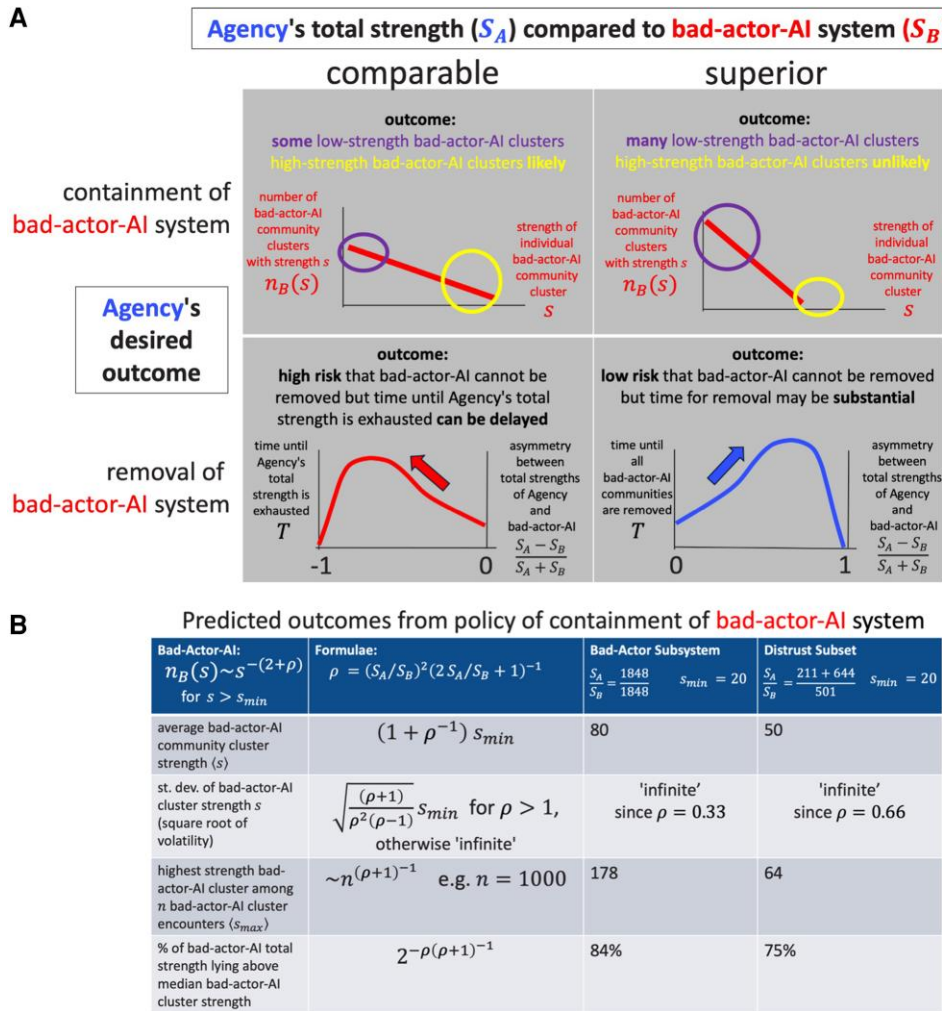 A
Agency's total strength (S_A) compared to bad-actor-AI system (S_B
comparable
superior
containment of
bad-actor-AI system
outcome:
some low-strength bad-actor-AI clusters
high-strength bad-actor-AI clusters likely
number of
bad-actor-AI
community
clusters
with strength s
n_B(s)
strength of
individual
bad-actor-AI
community
cluster
s
outcome:
many low-strength bad-actor-AI clusters
high-strength bad-actor-AI clusters unlikely
number of
bad-actor-AI
community
clusters
with strength s
n_B(s)
strength of
individual
bad-actor-AI
community
cluster
s
Agency's
desired
outcome
removal of
bad-actor-AI system
outcome:
high risk that bad-actor-AI cannot be
removed but time until Agency's total
strength is exhausted can be delayed
time until
Agency's
total
strength is
exhausted
T
asymmetry
between
total strengths
of Agency
and
bad-actor-AI
(S_A − S_B)/(S_A + S_B)
-1
0
outcome:
low risk that bad-actor-AI cannot be removed
but time for removal may be substantial
time until
all
bad-actor-AI
communities
are removed
T
asymmetry
between
total strengths
of Agency
and
bad-actor-AI
(S_A − S_B)/(S_A + S_B)
0
1
B
Predicted outcomes from policy of containment of bad-actor-AI system
Bad-Actor-AI:
n_B(s)~s^−(2+ρ)
for s > s_min
Formulae:
ρ = (S_A/S_B)^2(2 S_A/S_B + 1)^−1
Bad-Actor Subsystem
S_A/S_B = 1848/1848 s_min = 20
Distrust Subset
S_A/S_B = (211 + 644)/501 s_min = 20
average bad-actor-AI
community cluster
strength ⟨s⟩
(1 + ρ^−1) s_min
80
50
st. dev. of bad-actor-AI
cluster strength s
(square root of
volatility)
√((ρ+1)/(ρ^2(ρ−1))) s_min for ρ > 1,
otherwise 'infinite'
'infinite'
since ρ = 0.33
'infinite'
since ρ = 0.66
highest strength bad-
actor-AI cluster among
n bad-actor-AI cluster
encounters ⟨s_max⟩
~n^(ρ+1)^−1 e.g. n = 1000
178
64
% of bad-actor-AI total
strength lying above
median bad-actor-AI
cluster strength
2^−ρ(ρ+1)^−1
84%
75%